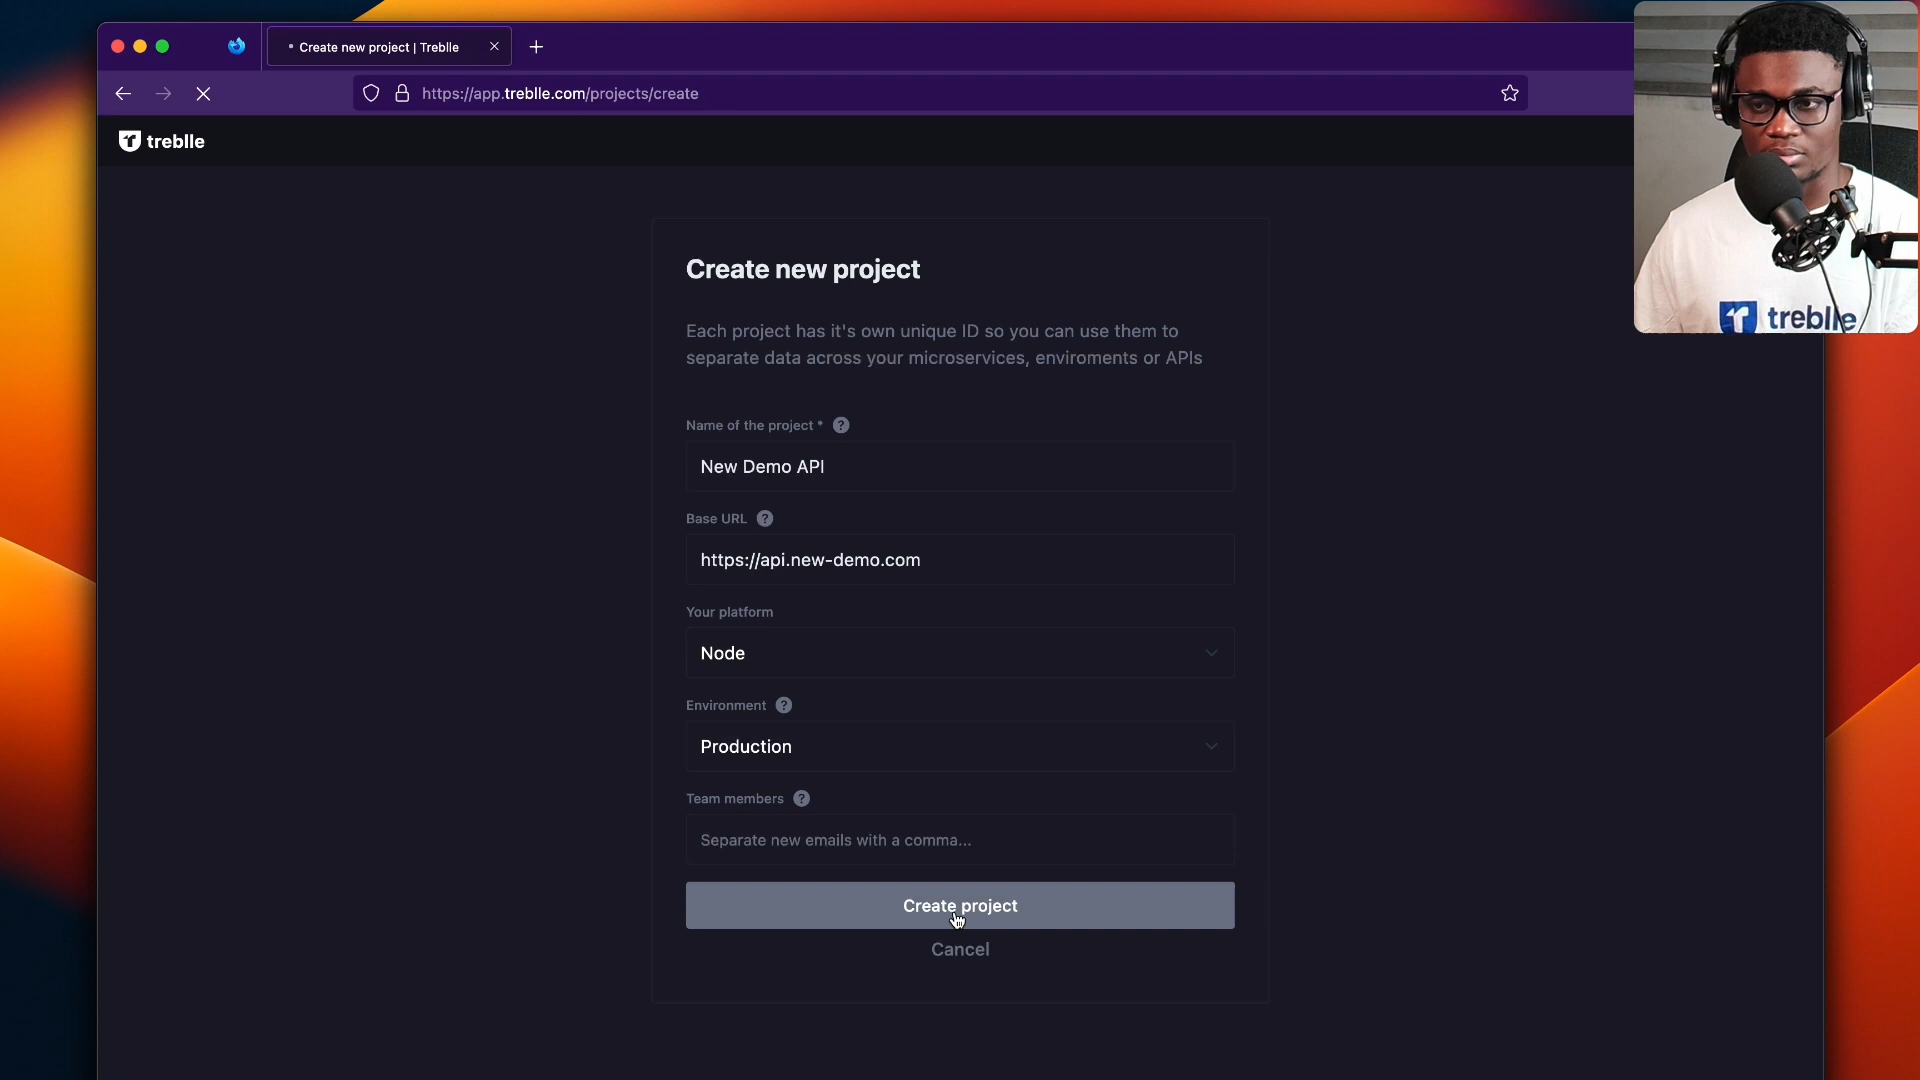 Create new project | Treblle
https://app.treblle.com/projects/create
treblle
treblle
Create new project
Each project has it's own unique ID so you can use them to
separate data across your microservices, enviroments or APIs
Name of the project * ?
New Demo API
Base URL ?
https://api.new-demo.com
Your platform
Node
Environment ?
Production
Team members ?
Separate new emails with a comma...
Create project
Cancel